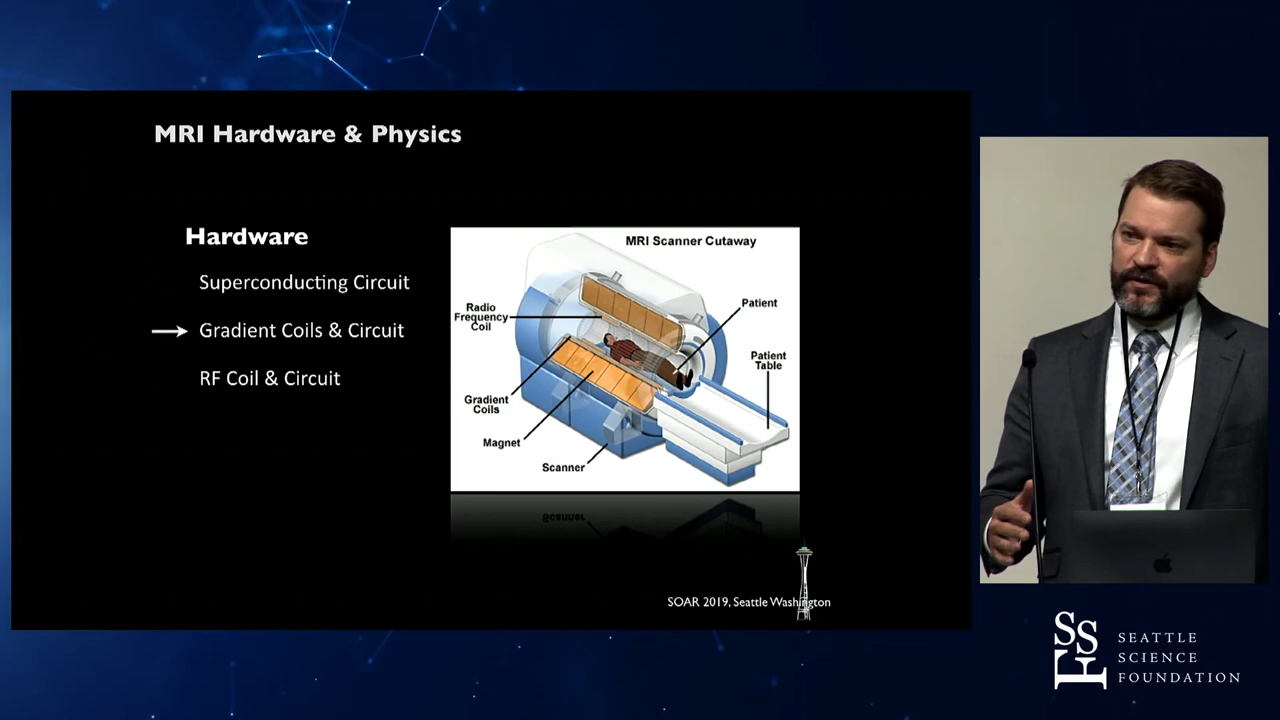 MRI Hardware & Physics
Hardware
Superconducting Circuit
Gradient Coils & Circuit
RF Coil & Circuit
MRI Scanner Cutaway
Radio
Frequency
Coil
Patient
Patient
Table
Gradient
Coils
Magnet
Scanner
SOAR 2019, Seattle Washington
SSF
SEATTLE
SCIENCE
FOUNDATION